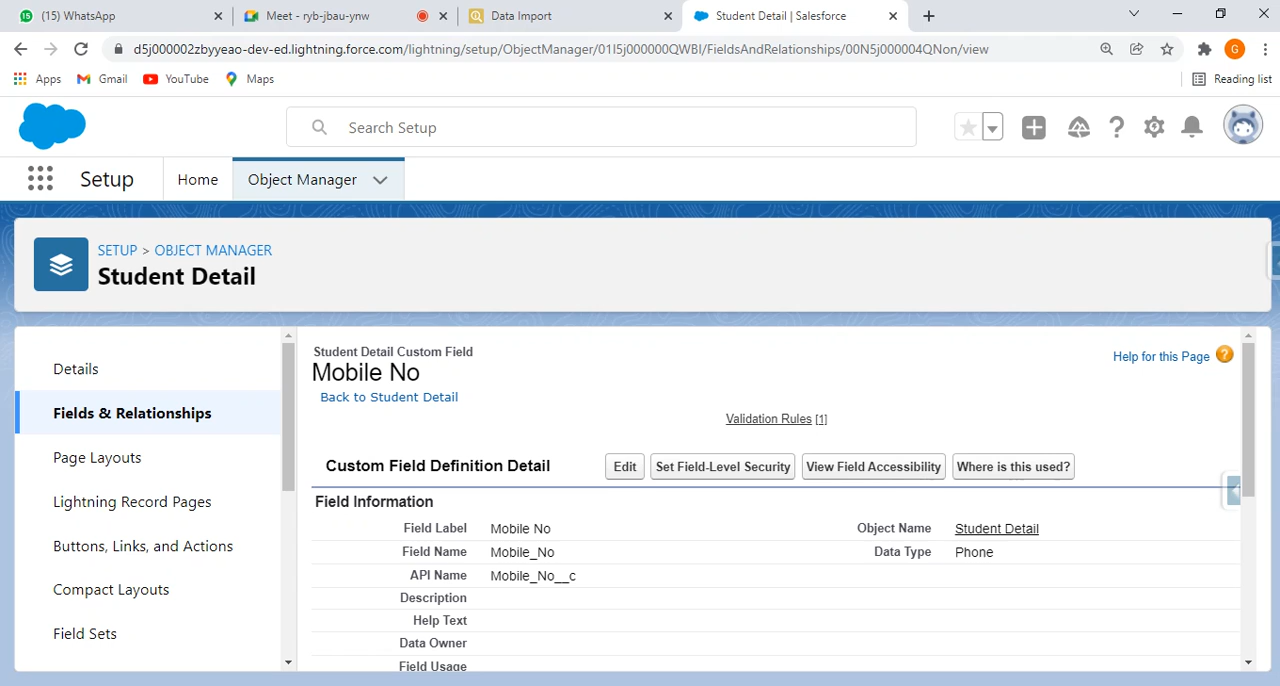 (15) WhatsApp
Meet - ryb-jbau-ynw
Data Import
Student Detail | Salesforce
d5j000002zbyyeao-dev-ed.lightning.force.com/lightning/setup/ObjectManager/01I5j000000QWBI/FieldsAndRelationships/00N5j000004QNon/view
G
Apps
Gmail
YouTube
Maps
Reading list
Search Setup
Setup
Home
Object Manager
SETUP > OBJECT MANAGER
Student Detail
Details
Fields & Relationships
Page Layouts
Lightning Record Pages
Buttons, Links, and Actions
Compact Layouts
Field Sets
Student Detail Custom Field
Mobile No
Back to Student Detail
Help for this Page ?
Validation Rules [1]
Custom Field Definition Detail
Edit
Set Field-Level Security
View Field Accessibility
Where is this used?
Field Information
Field Label Mobile No Object Name Student Detail
Field Name Mobile_No Data Type Phone
API Name Mobile_No__c
Description
Help Text
Data Owner
Field Usage